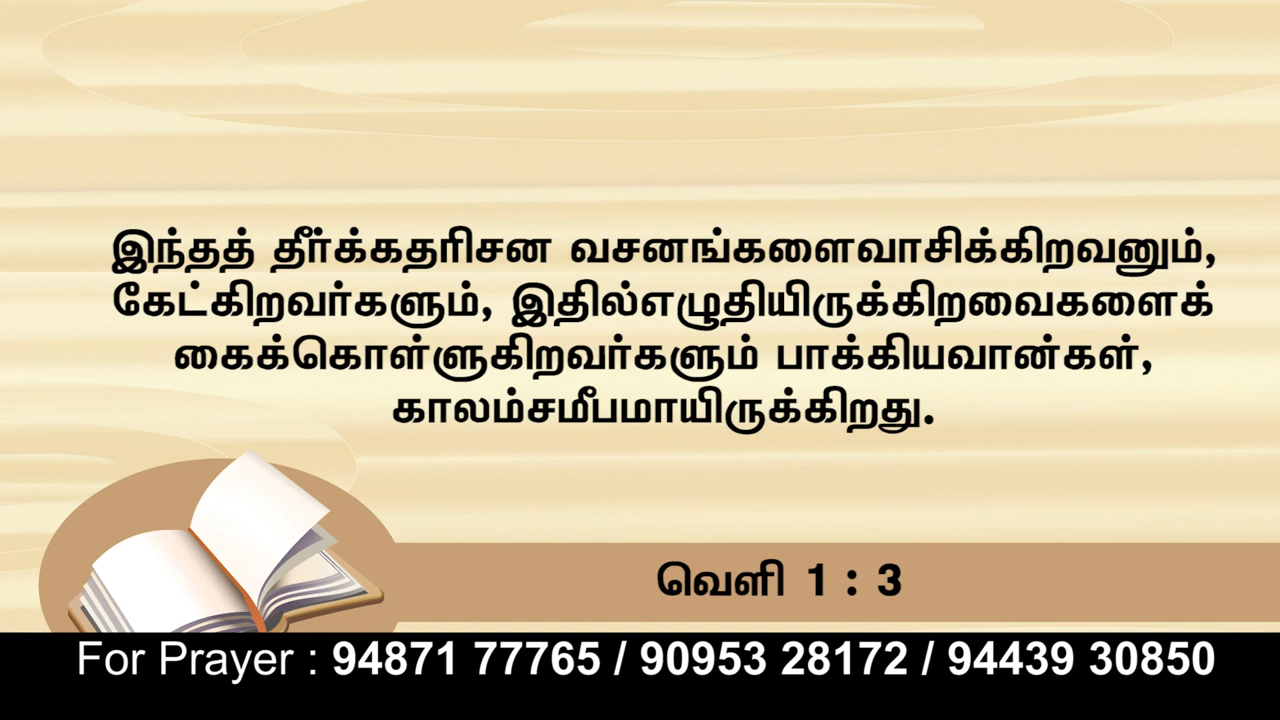 இந்தத் தீர்க்கதரிசன வசனங்களைவாசிக்கிறவனும்,
கேட்கிறவர்களும், இதில்எழுதியிருக்கிறவைகளைக்
கைக்கொள்ளுகிறவர்களும் பாக்கியவான்கள்,
காலம்சமீபமாயிருக்கிறது.
வெளி 1 : 3
For Prayer : 94871 77765 / 90953 28172 / 94439 30850